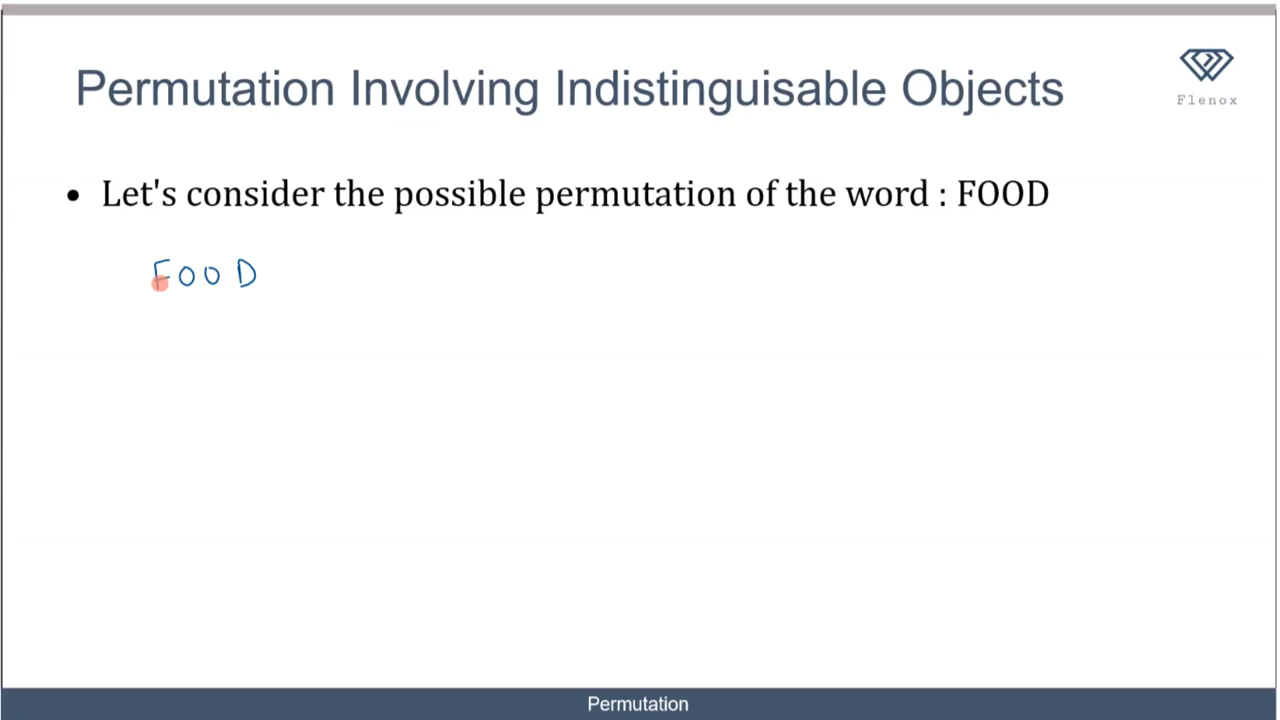 Permutation Involving Indistinguisable Objects
Flenox
• Let's consider the possible permutation of the word : FOOD
FOOD
Permutation